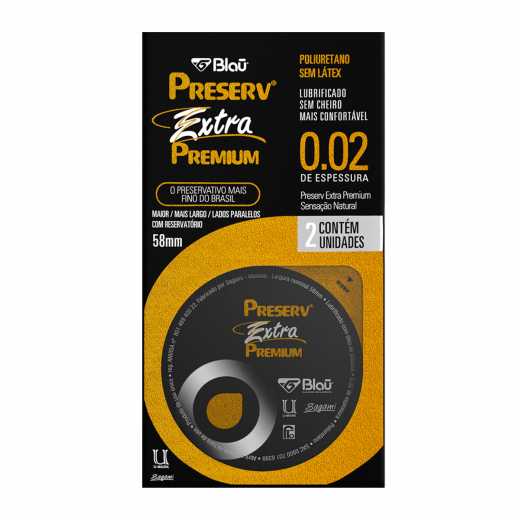 Blaū
PRESERV®
Extra
PREMIUM
O PRESERVATIVO MAIS
FINO DO BRASIL
MAIOR / MAIS LARGO / LADOS PARALELOS
COM RESERVATÓRIO
58mm
POLIURETANO
SEM LÁTEX
LUBRIFICADO
SEM CHEIRO
MAIS CONFORTÁVEL
0.02
DE ESPESSURA
Preserv Extra Premium
Sensação Natural
2 CONTÉM
UNIDADES
PRESERV®
Extra
PREMIUM
Blaū
Sagami
Sagami